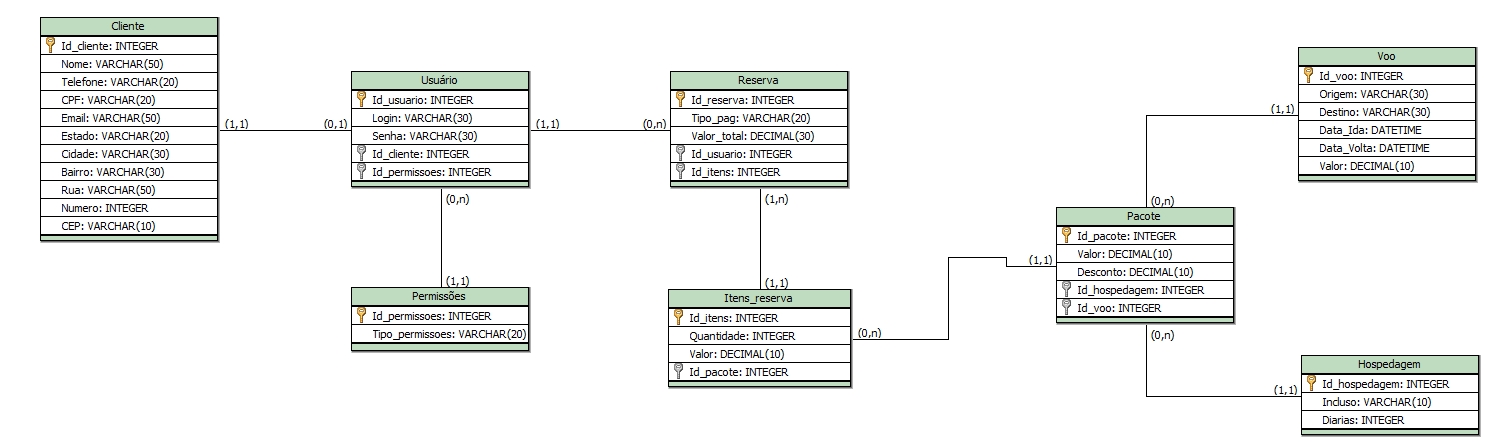 Cliente
Id_cliente: INTEGER
Nome: VARCHAR(50)
Telefone: VARCHAR(20)
CPF: VARCHAR(20)
Email: VARCHAR(50)
Estado: VARCHAR(20)
Cidade: VARCHAR(30)
Bairro: VARCHAR(30)
Rua: VARCHAR(50)
Numero: INTEGER
CEP: VARCHAR(10)
(1,1)
(0,1)
Usuário
Id_usuario: INTEGER
Login: VARCHAR(30)
Senha: VARCHAR(30)
Id_cliente: INTEGER
Id_permissoes: INTEGER
(0,n)
(1,1)
Permissões
Id_permissoes: INTEGER
Tipo_permissoes: VARCHAR(20)
(1,1)
(0,n)
Reserva
Id_reserva: INTEGER
Tipo_pag: VARCHAR(20)
Valor_total: DECIMAL(30)
Id_usuario: INTEGER
Id_itens: INTEGER
(1,n)
(1,1)
Itens_reserva
Id_itens: INTEGER
Quantidade: INTEGER
Valor: DECIMAL(10)
Id_pacote: INTEGER
(0,n)
(1,1)
Pacote
Id_pacote: INTEGER
Valor: DECIMAL(10)
Desconto: DECIMAL(10)
Id_hospedagem: INTEGER
Id_voo: INTEGER
(0,n)
(1,1)
Voo
Id_voo: INTEGER
Origem: VARCHAR(30)
Destino: VARCHAR(30)
Data_Ida: DATETIME
Data_Volta: DATETIME
Valor: DECIMAL(10)
(0,n)
(1,1)
Hospedagem
Id_hospedagem: INTEGER
Incluso: VARCHAR(10)
Diarias: INTEGER